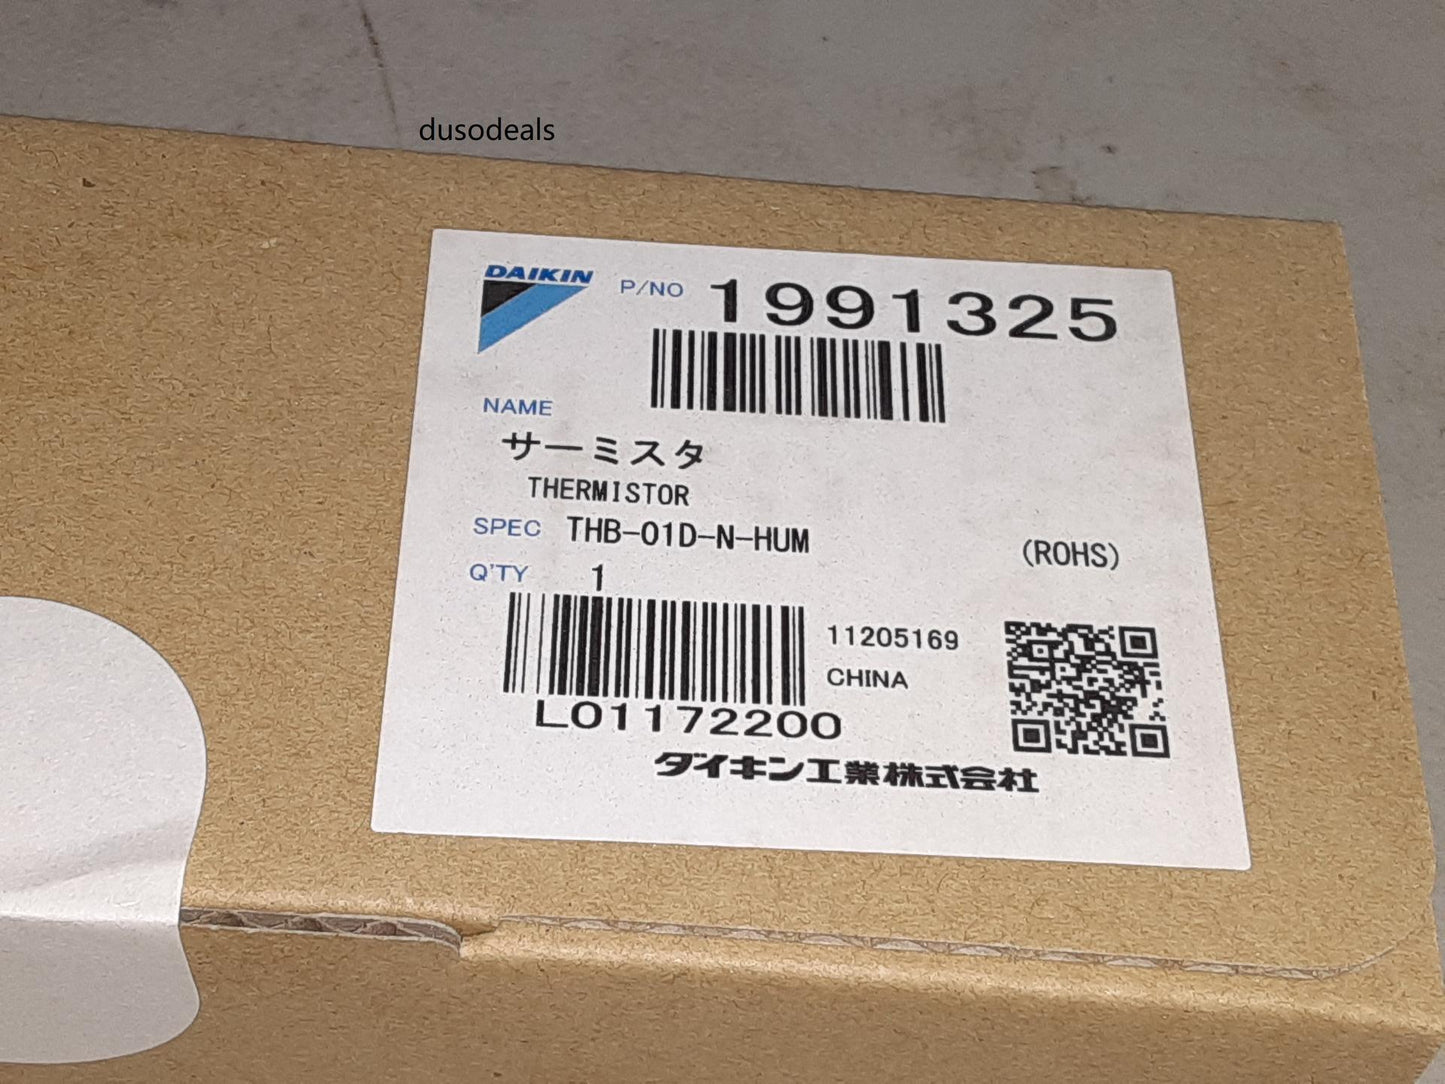 dusodeals
DAIKIN P/NO 1991325
NAME
サーミスタ
THERMISTOR
SPEC THB-01D-N-HUM (ROHS)
Q'TY 1
11205169
CHINA
L01172200
ダイキン工業株式会社